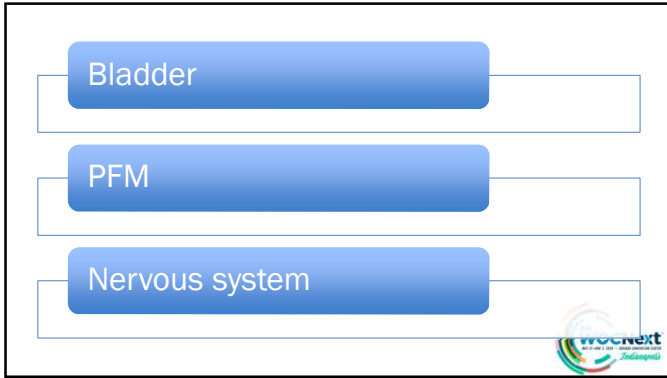 Bladder
PFM
Nervous system
WOCNext
Indianapolis